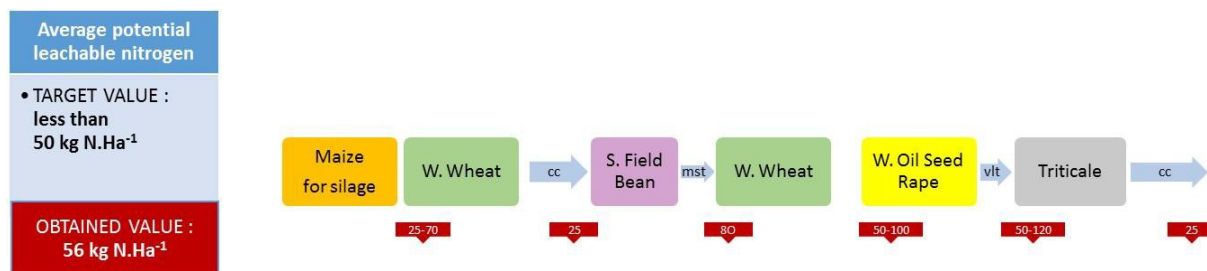 Average potential
leachable nitrogen
• TARGET VALUE :
less than
50 kg N.Ha⁻¹
OBTAINED VALUE :
56 kg N.Ha⁻¹
Maize
for silage
W. Wheat
cc
S. Field
Bean
mst
W. Wheat
W. Oil Seed
Rape
vlt
Triticale
cc
25-70
25
8O
50-100
50-120
25